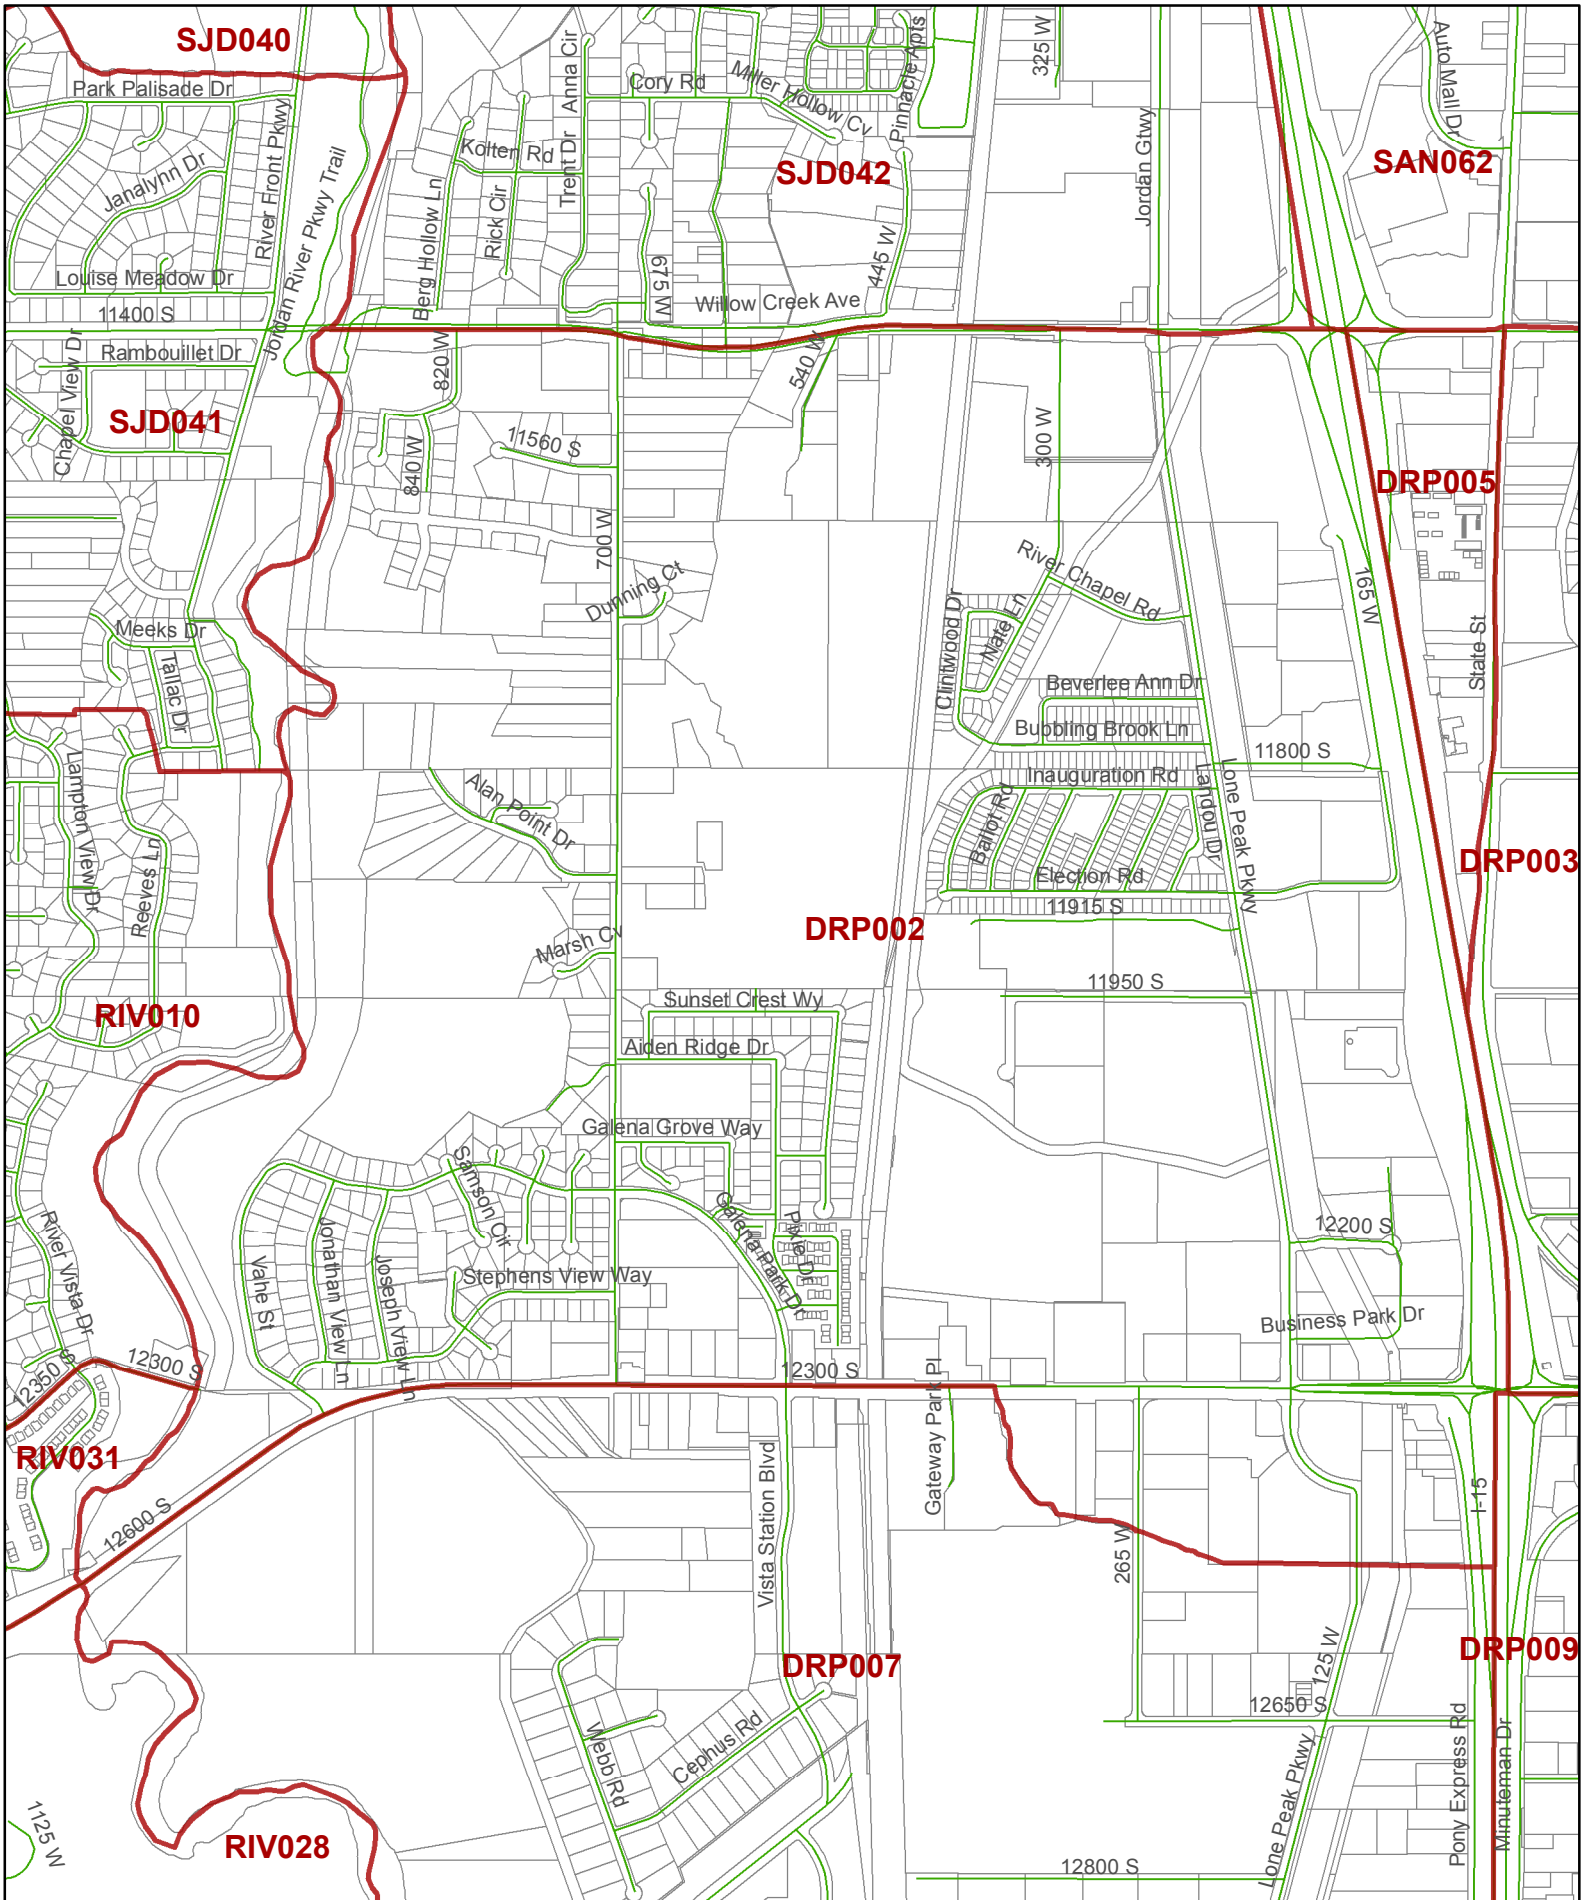 SJD040
Park Palisade Dr
Janalynn Dr
River Front Pkwy
Jordan River Pkwy Trail
Louise Meadow Dr
11400 S
Rambouillet Dr
Chapel View Dr
SJD041
Anna Cir
Cory Rd
Miller Hollow Cv
Pinnacle Apts
325 W
Jordan Gtwy
Auto Mall Dr
SAN062
Kolten Rd
Trent Dr
Berg Hollow Ln
Rick Cir
SJD042
675 W
445 W
Willow Creek Ave
820 W
540 W
840 W
11560 S
300 W
DRP005
700 W
Dunning Ct
River Chapel Rd
165 W
State St
Clintwood Dr
Nate Ln
Meeks Dr
Tallac Dr
Beverlee Ann Dr
Bubbling Brook Ln
11800 S
Lampton View Dr
Reeves Ln
Alan Point Dr
Inauguration Rd
Ballot Rd
Landou Dr
Lone Peak Pkwy
Election Rd
DRP003
11915 S
DRP002
Marsh Cv
11950 S
Sunset Crest Wy
RIV010
Aiden Ridge Dr
Galena Grove Way
Samson Cir
Galena Park Dr
Pixie Dr
12200 S
River Vista Dr
Vahe St
Jonathan View Ln
Joseph View Ln
Stephens View Way
Business Park Dr
12350 S
12300 S
12300 S
Gateway Park Pl
RIV031
Vista Station Blvd
I-15
12600 S
265 W
125 W
DRP009
DRP007
12650 S
Webb Rd
Cephus Rd
Lone Peak Pkwy
Pony Express Rd
Minuteman Dr
1125 W
RIV028
12800 S